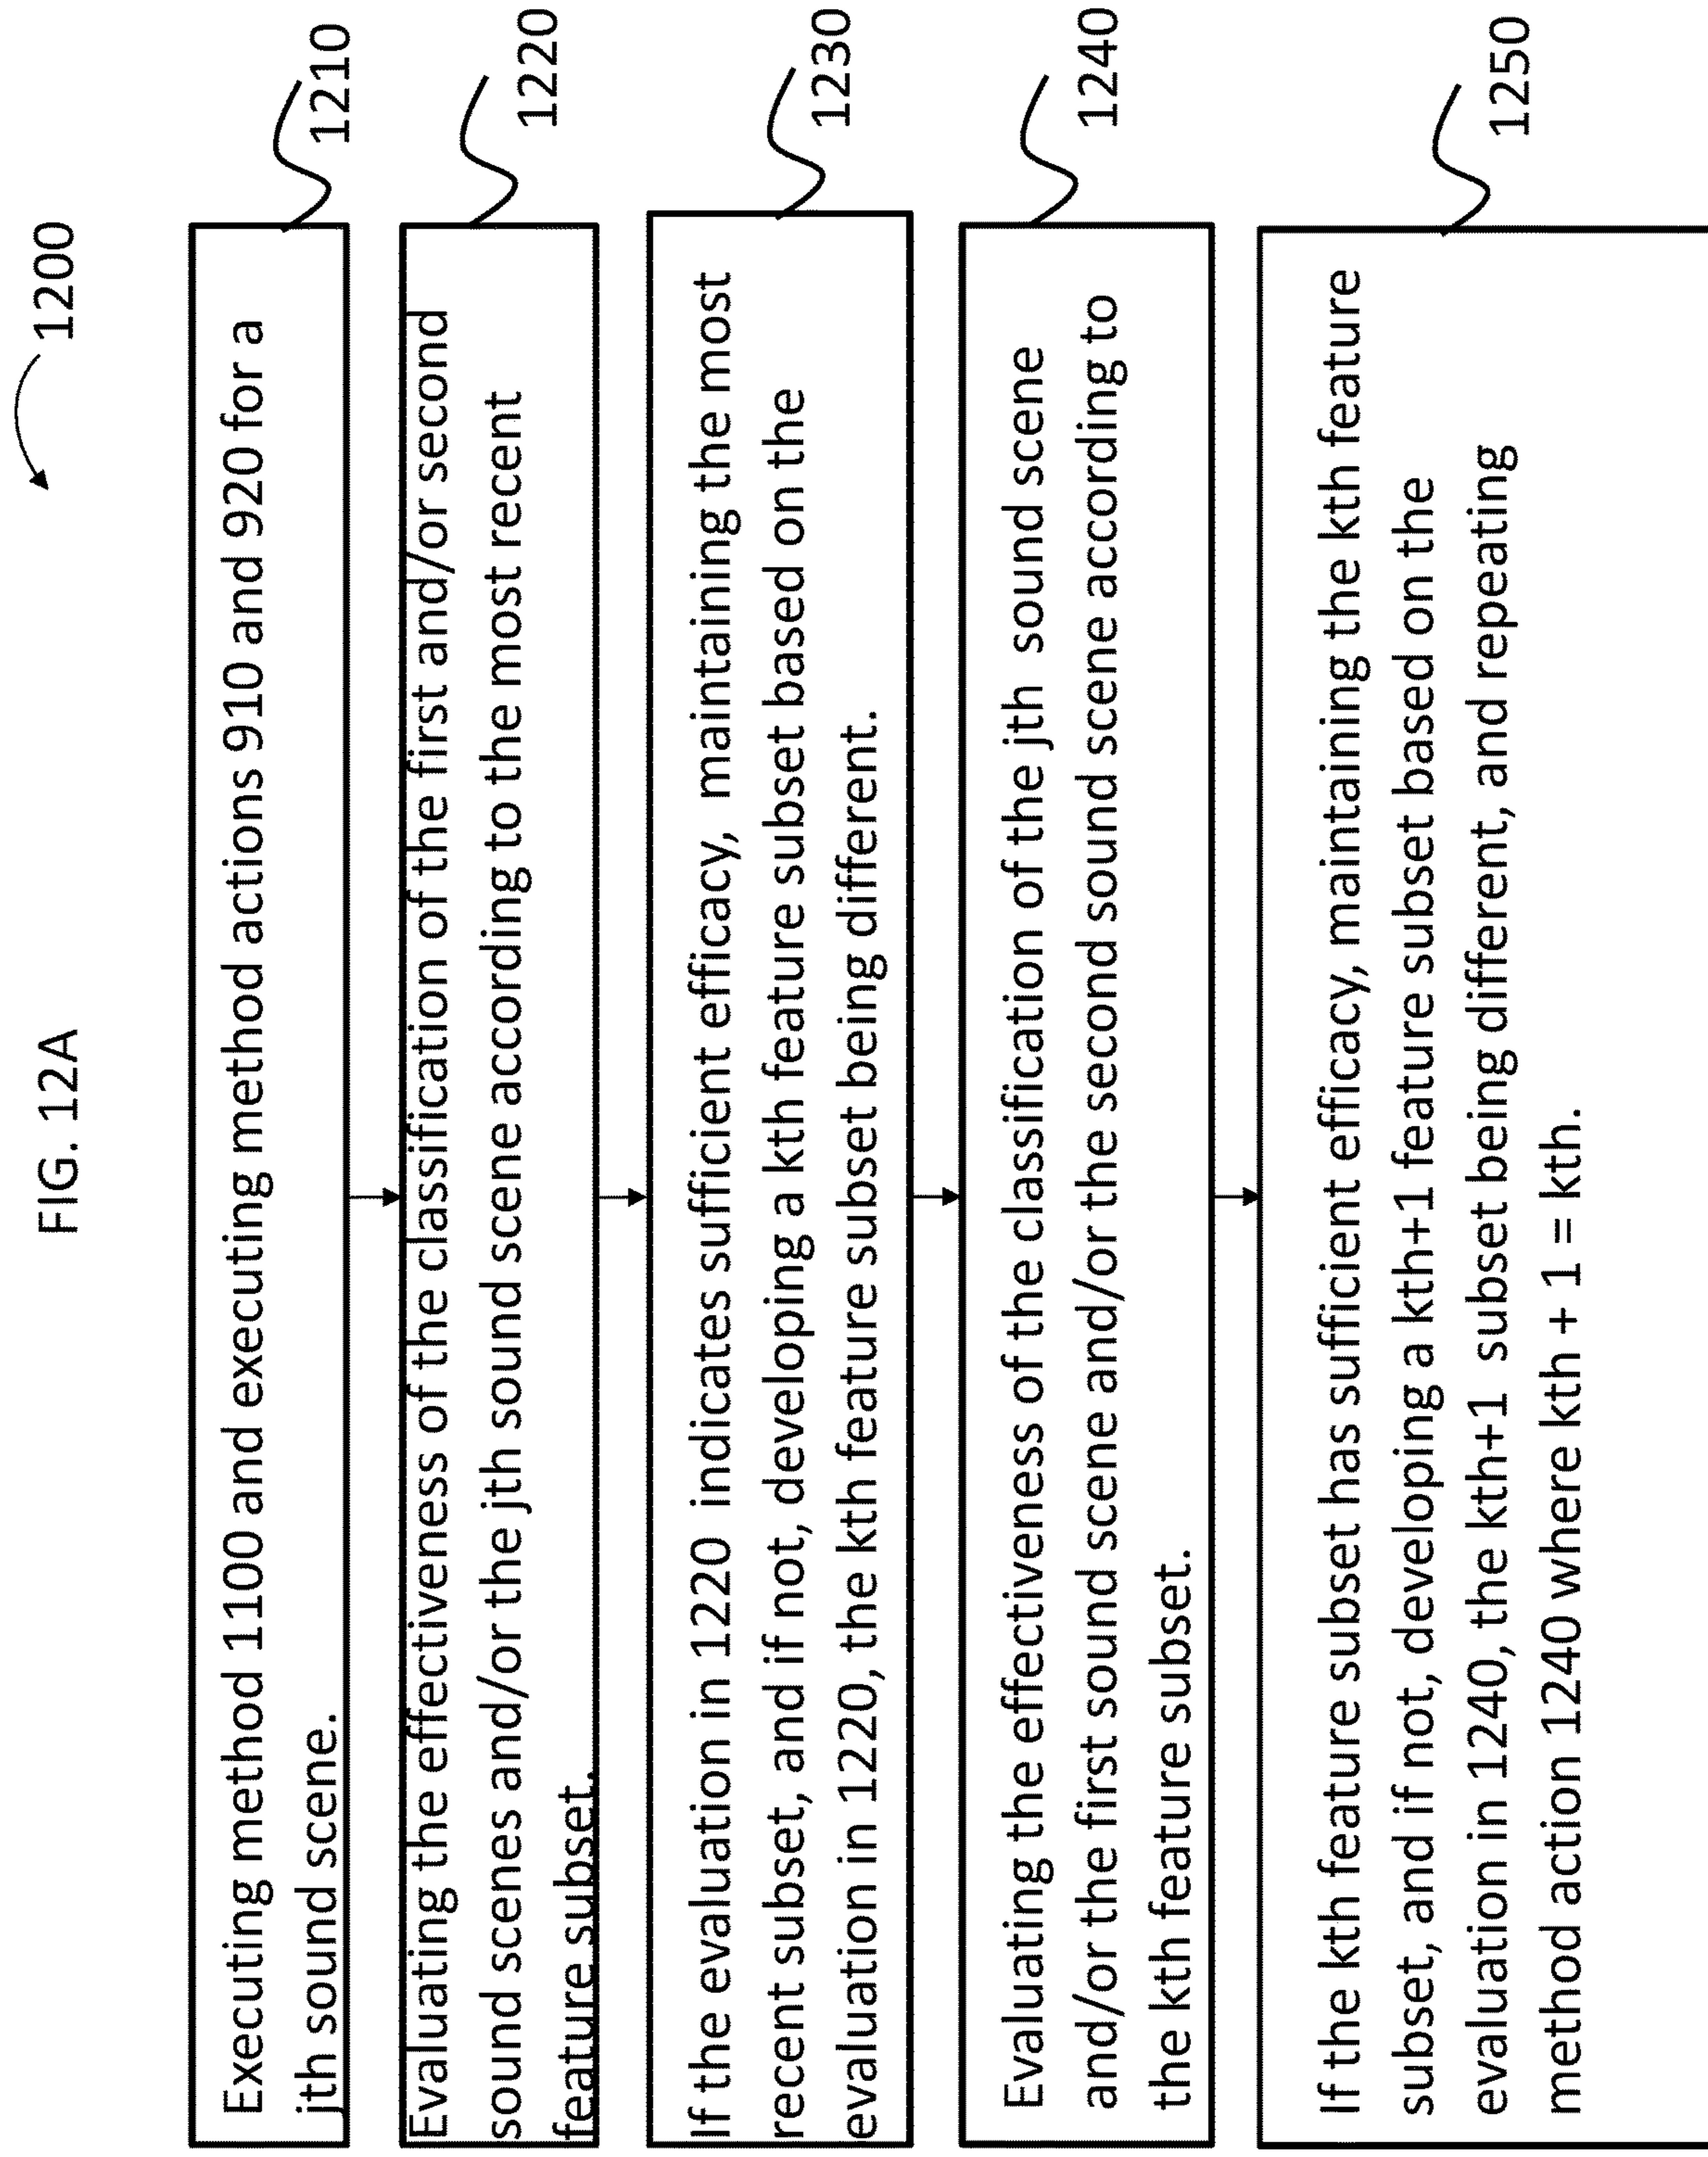 FIG. 12A
1200
Executing method 1100 and executing method actions 910 and 920 for a
jth sound scene.
1210
Evaluating the effectiveness of the classification of the first and/or second
sound scenes and/or the jth sound scene according to the most recent
feature subset.
1220
If the evaluation in 1220 indicates sufficient efficacy, maintaining the most
recent subset, and if not, developing a kth feature subset based on the
evaluation in 1220, the kth feature subset being different.
1230
Evaluating the effectiveness of the classification of the jth sound scene
and/or the first sound scene and/or the second sound scene according to
the kth feature subset.
1240
If the kth feature subset has sufficient efficacy, maintaining the kth feature
subset, and if not, developing a kth+1 feature subset based on the
evaluation in 1240, the kth+1 subset being different, and repeating
method action 1240 where kth + 1 = kth.
1250